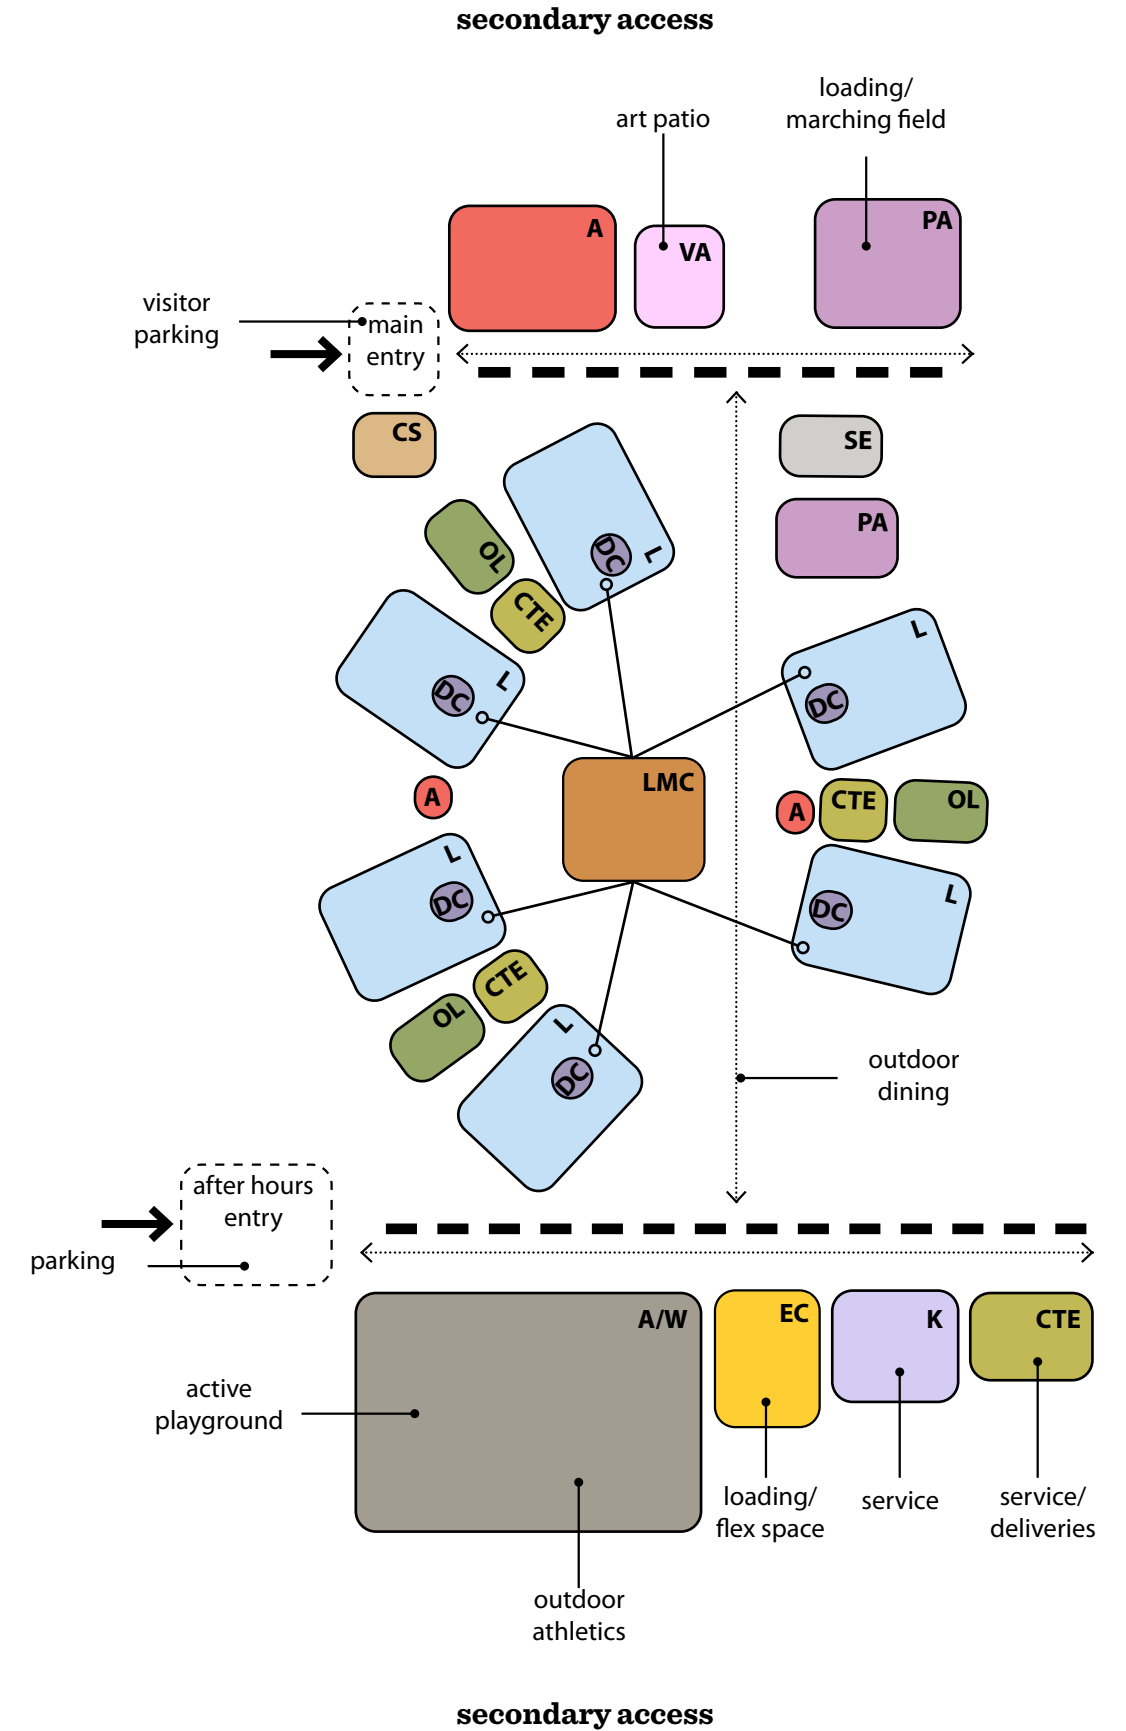 secondary access
loading/
marching field
art patio
A
VA
PA
visitor
parking
main
entry
CS
SE
PA
OL
DC
L
CTE
L
DC
L
DC
LMC
A
A
CTE
OL
L
DC
L
DC
CTE
OL
L
DC
outdoor
dining
after hours
entry
parking
A/W
EC
K
CTE
active
playground
loading/
flex space
service
service/
deliveries
outdoor
athletics
secondary access